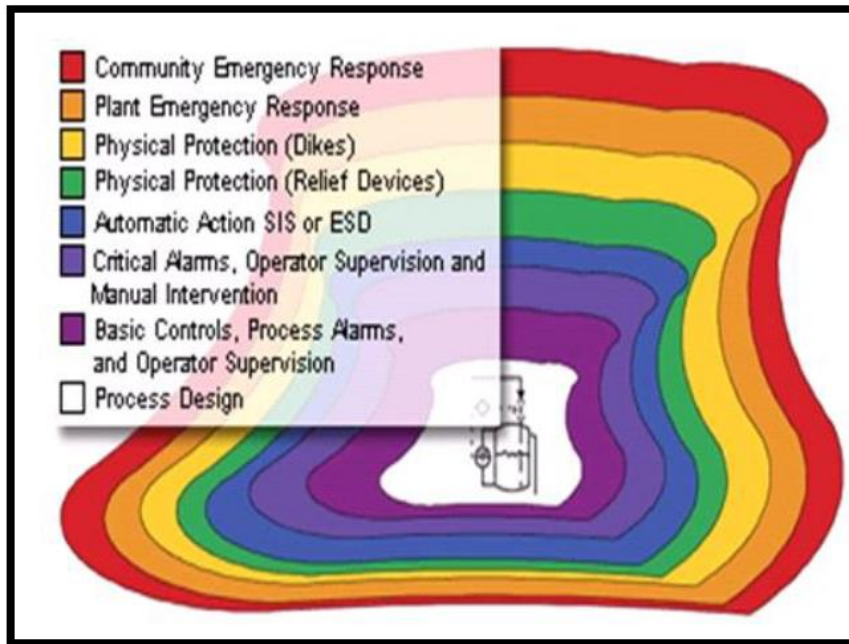 Community Emergency Response
Plant Emergency Response
Physical Protection (Dikes)
Physical Protection (Relief Devices)
Automatic Action SIS or ESD
Critical Alarms, Operator Supervision and
Manual Intervention
Basic Controls, Process Alarms,
and Operator Supervision
Process Design